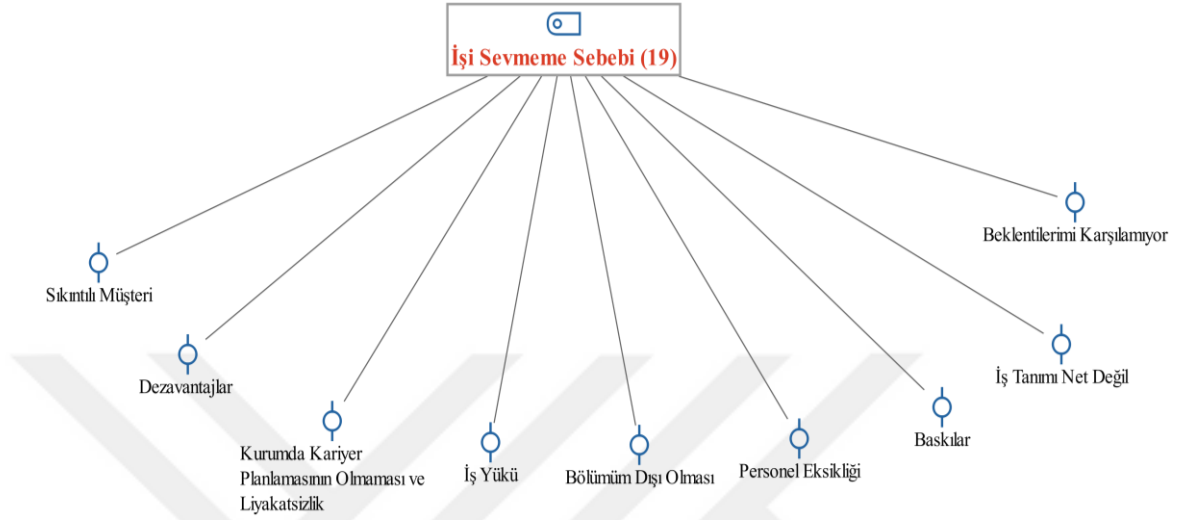 İşi Sevmeme Sebebi (19)
Beklentilerimi Karşılamıyor
Sıkıntılı Müşteri
Dezavantajlar
İş Tanımı Net Değil
Kurumda Kariyer
Planlamasının Olmaması ve
Liyakatsizlik
İş Yükü
Bölümüm Dışı Olması
Personel Eksikliği
Baskılar